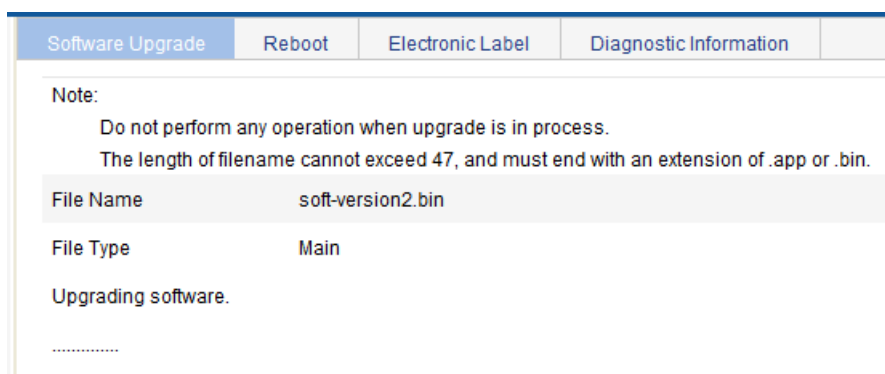 Software Upgrade Reboot Electronic Label Diagnostic Information
Note:
Do not perform any operation when upgrade is in process.
The length of filename cannot exceed 47, and must end with an extension of .app or .bin.
File Name soft-version2.bin
File Type Main
Upgrading software.
..............